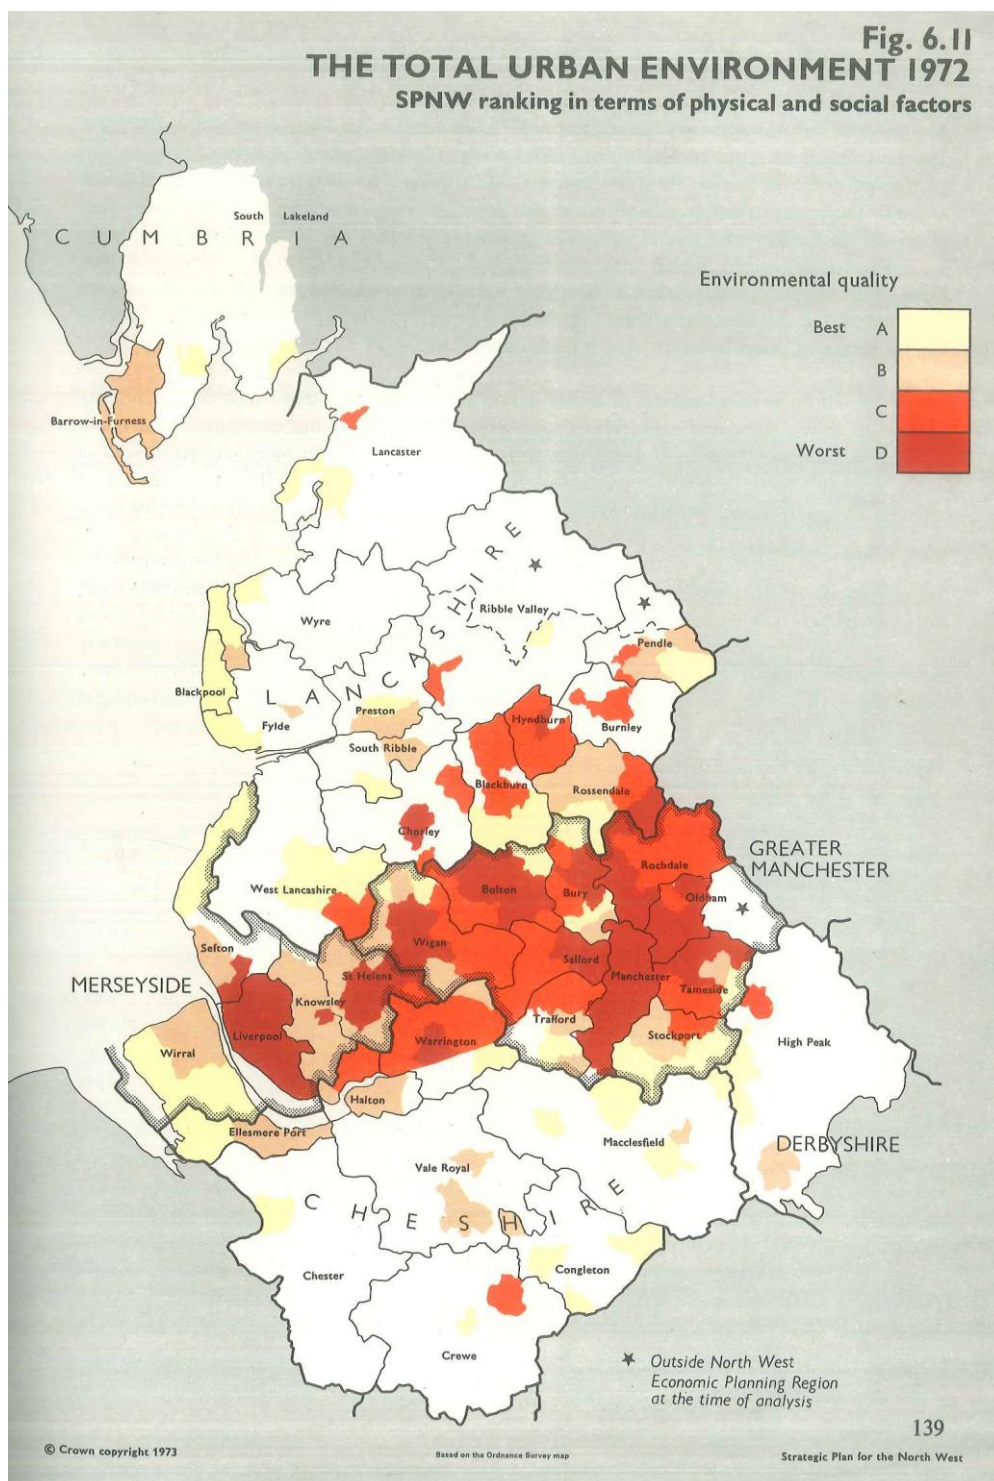 Fig. 6.11
THE TOTAL URBAN ENVIRONMENT 1972
SPNW ranking in terms of physical and social factors
South Lakeland
CUMBRIA
Environmental quality
Best A
B
C
Worst D
Barrow-in-Furness
Lancaster
LANCASHIRE
Ribble Valley
Wyre
Pendle
Blackpool
Preston
Fylde
Hyndburn
Burnley
South Ribble
Blackburn
Rossendale
Chorley
GREATER
MANCHESTER
Rochdale
West Lancashire
Bolton
Bury
Oldham
Wigan
Sefton
Salford
St Helens
Manchester
MERSEYSIDE
Tameside
Knowsley
Trafford
Liverpool
Warrington
Stockport
High Peak
Wirral
Halton
Ellesmere Port
Macclesfield
DERBYSHIRE
Vale Royal
CHESHIRE
Chester
Congleton
Crewe
★ Outside North West
Economic Planning Region
at the time of analysis
139
© Crown copyright 1973
Based on the Ordnance Survey map
Strategic Plan for the North West